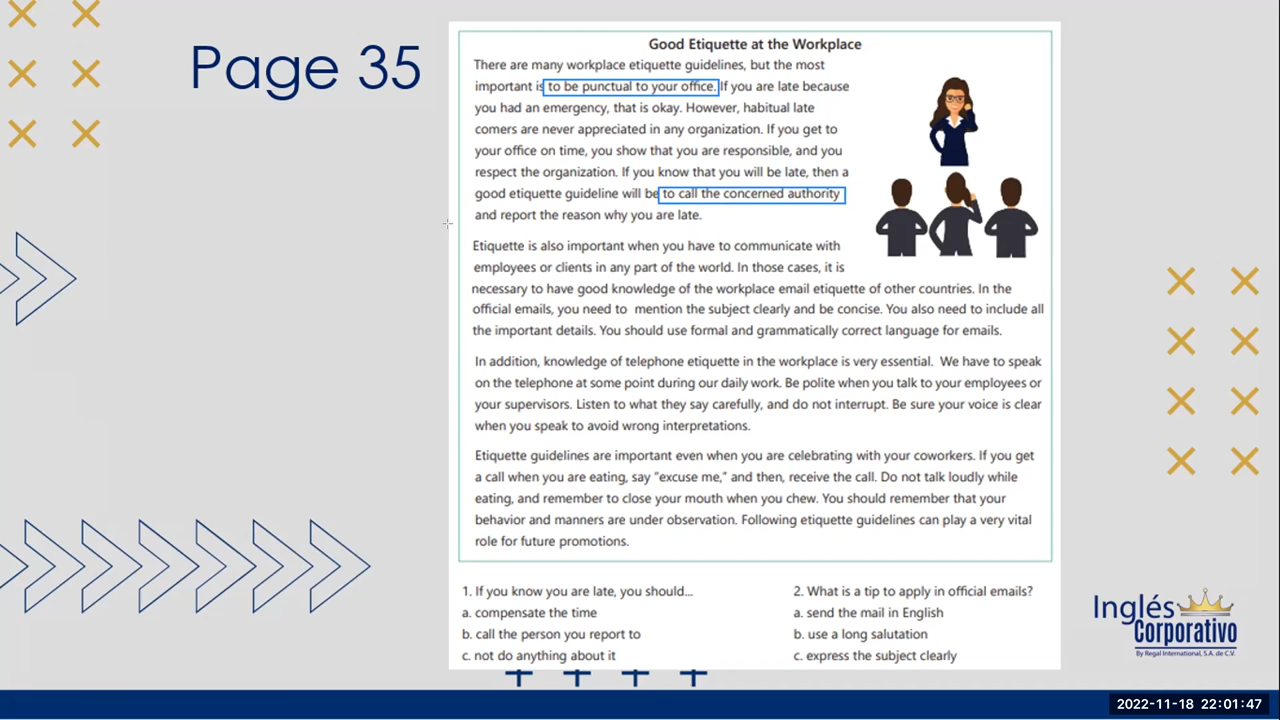 Page 35
Good Etiquette at the Workplace
There are many workplace etiquette guidelines, but the most
important is to be punctual to your office. If you are late because
you had an emergency, that is okay. However, habitual late
comers are never appreciated in any organization. If you get to
your office on time, you show that you are responsible, and you
respect the organization. If you know that you will be late, then a
good etiquette guideline will be to call the concerned authority
and report the reason why you are late.
Etiquette is also important when you have to communicate with
employees or clients in any part of the world. In those cases, it is
necessary to have good knowledge of the workplace email etiquette of other countries. In the
official emails, you need to mention the subject clearly and be concise. You also need to include all
the important details. You should use formal and grammatically correct language for emails.
In addition, knowledge of telephone etiquette in the workplace is very essential. We have to speak
on the telephone at some point during our daily work. Be polite when you talk to your employees or
your supervisors. Listen to what they say carefully, and do not interrupt. Be sure your voice is clear
when you speak to avoid wrong interpretations.
Etiquette guidelines are important even when you are celebrating with your coworkers. If you get
a call when you are eating, say “excuse me,” and then, receive the call. Do not talk loudly while
eating, and remember to close your mouth when you chew. You should remember that your
behavior and manners are under observation. Following etiquette guidelines can play a very vital
role for future promotions.
1. If you know you are late, you should...
a. compensate the time
b. call the person you report to
c. not do anything about it
2. What is a tip to apply in official emails?
a. send the mail in English
b. use a long salutation
c. express the subject clearly
Inglés
Corporativo
By Regal International, S.A. de C.V.
2022-11-18 22:01:47